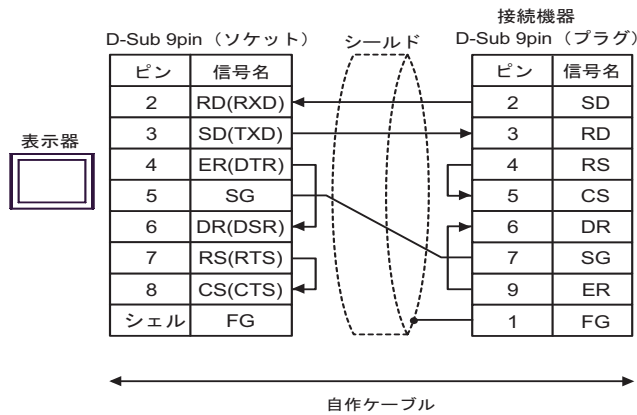 接続機器
D-Sub 9pin（ソケット） シールド D-Sub 9pin（プラグ）
ピン 信号名 ピン 信号名
2 RD(RXD) 2 SD
3 SD(TXD) 3 RD
表示器
4 ER(DTR) 4 RS
5 SG 5 CS
6 DR(DSR) 6 DR
7 RS(RTS) 7 SG
8 CS(CTS) 9 ER
シェル FG 1 FG
自作ケーブル